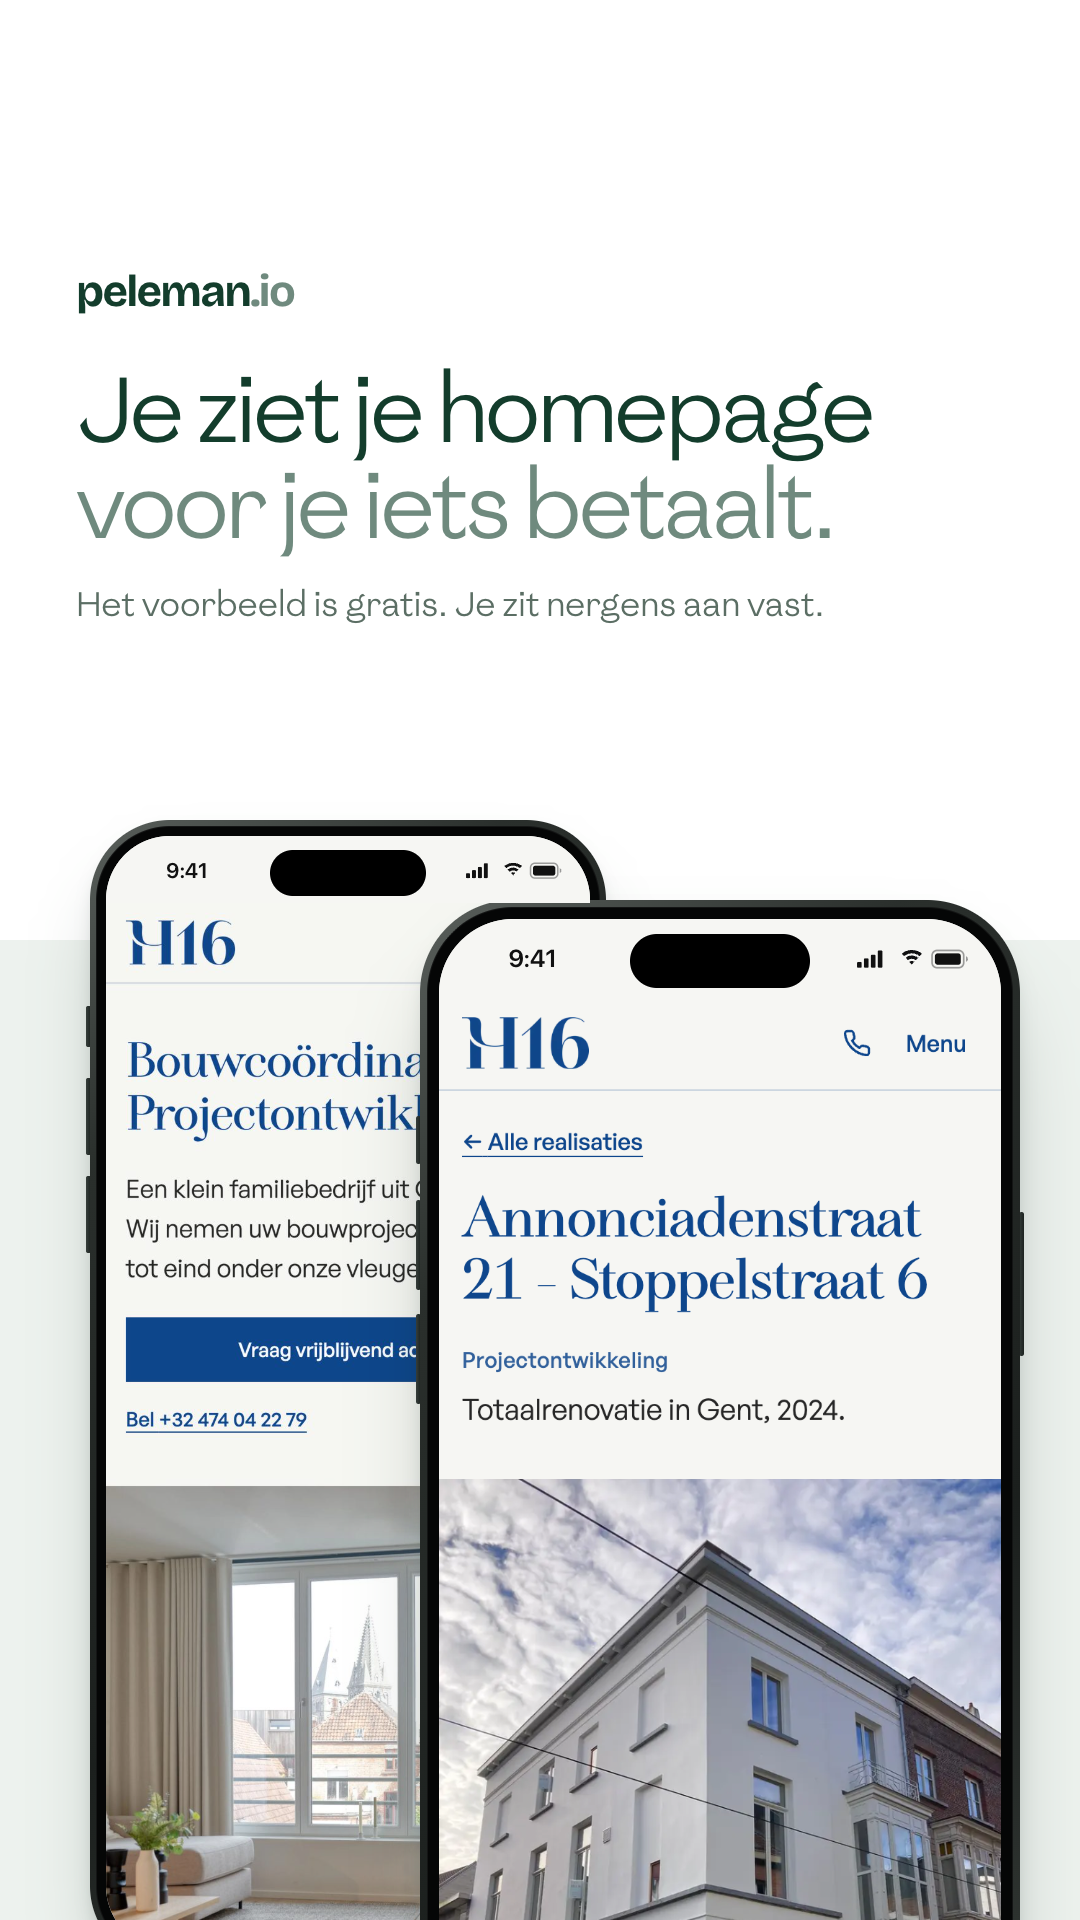 peleman.io
Je ziet je homepage
voor je iets betaalt.
Het voorbeeld is gratis. Je zit nergens aan vast.
9:41
H16
Bouwcoördina
Projectontwik
Een klein familiebedrijf uit
Wij nemen uw bouwprojec
tot eind onder onze vleuge
Vraag vrijblijvend ad
Bel +32 474 04 22 79
9:41
H16
Menu
← Alle realisaties
Annonciadenstraat
21 – Stoppelstraat 6
Projectontwikkeling
Totaalrenovatie in Gent, 2024.